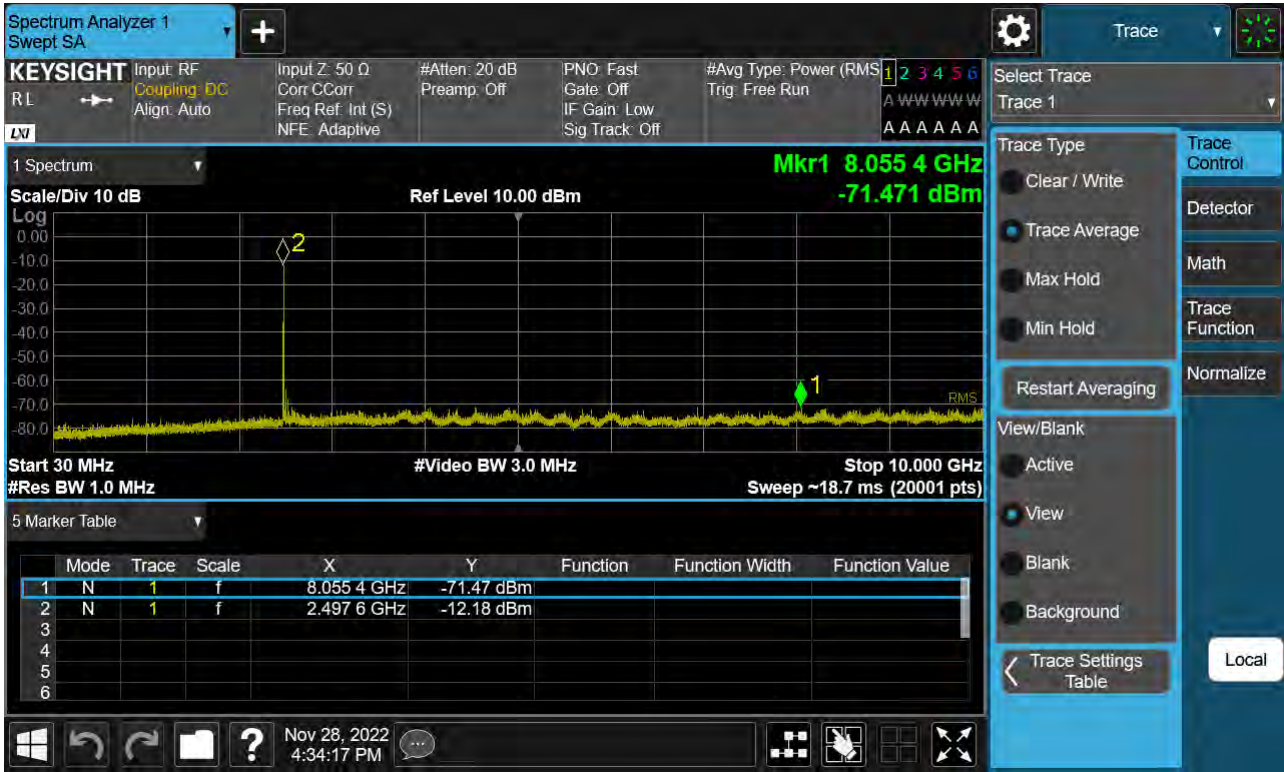 Spectrum Analyzer 1
Swept SA
Trace
KEYSIGHT
RL
LXI
Input: RF
Coupling: DC
Align: Auto
Input Z: 50 Ω
Corr CCorr
Freq Ref: Int (S)
NFE: Adaptive
#Atten: 20 dB
Preamp: Off
PNO: Fast
Gate: Off
IF Gain: Low
Sig Track: Off
#Avg Type: Power (RMS
Trig: Free Run
1 2 3 4 5 6
A W W W W W
A A A A A A
Select Trace
Trace 1
1 Spectrum
Mkr1 8.055 4 GHz
Scale/Div 10 dB
Ref Level 10.00 dBm
-71.471 dBm
Log
0.00
-10.0
-20.0
-30.0
-40.0
-50.0
-60.0
-70.0
-80.0
2
1
RMS
Start 30 MHz
#Video BW 3.0 MHz
Stop 10.000 GHz
#Res BW 1.0 MHz
Sweep ~18.7 ms (20001 pts)
5 Marker Table
Mode Trace Scale X Y Function Function Width Function Value
1 N 1 f 8.055 4 GHz -71.47 dBm
2 N 1 f 2.497 6 GHz -12.18 dBm
3
4
5
6
Trace Type
Clear / Write
Trace Average
Max Hold
Min Hold
Restart Averaging
View/Blank
Active
View
Blank
Background
Trace Settings
Table
Trace
Control
Detector
Math
Trace
Function
Normalize
Local
?
Nov 28, 2022
4:34:17 PM